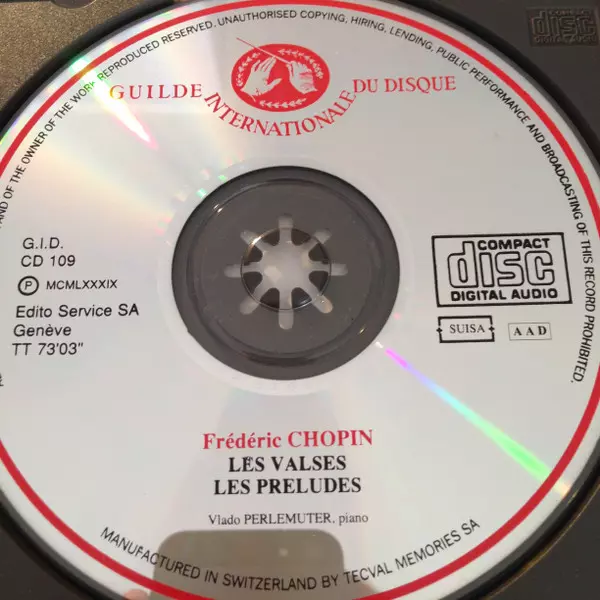 AND OF THE OWNER OF THE WORK REPRODUCED RESERVED. UNAUTHORISED COPYING, HIRING, LENDING, PUBLIC PERFORMANCE AND BROADCASTING OF THIS RECORD PROHIBITED.
GUILDE INTERNATIONALE DU DISQUE
G.I.D.
CD 109
P MCMLXXXIX
Edito Service SA
Genève
TT 73'03"
COMPACT
disc
DIGITAL AUDIO
SUISA
AAD
Frédéric CHOPIN
LES VALSES
LES PRELUDES
Vlado PERLEMUTER, piano
MANUFACTURED IN SWITZERLAND BY TECVAL MEMORIES SA
disc